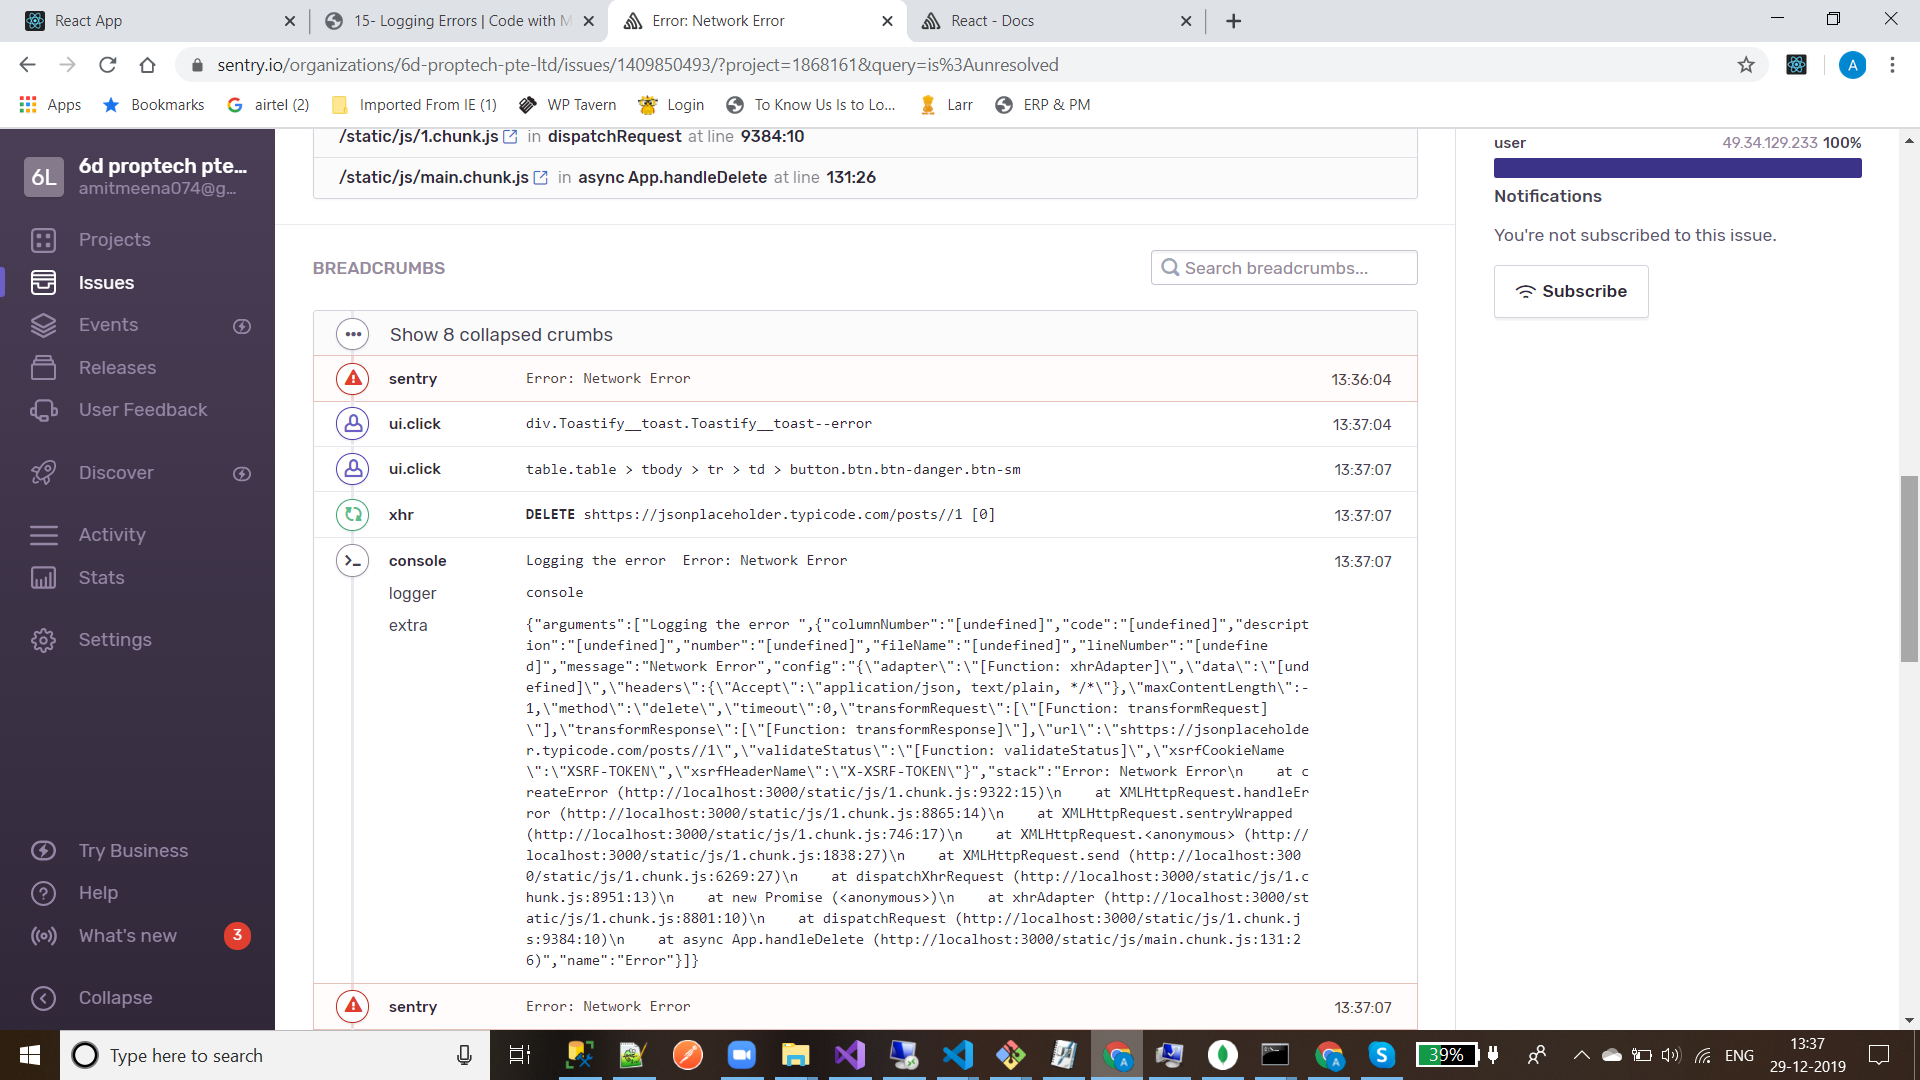 React App
15- Logging Errors | Code with M
Error: Network Error
React - Docs
sentry.io/organizations/6d-proptech-pte-ltd/issues/1409850493/?project=1868161&query=is%3Aunresolved
A
Apps
Bookmarks
airtel (2)
Imported From IE (1)
WP Tavern
Login
To Know Us Is to Lo...
Larr
ERP & PM
6L
6d proptech pte...
amitmeena074@g...
Projects
Issues
Events
Releases
User Feedback
Discover
Activity
Stats
Settings
Try Business
Help
What's new 3
Collapse
/static/js/1.chunk.js in dispatchRequest at line 9384:10
/static/js/main.chunk.js in async App.handleDelete at line 131:26
BREADCRUMBS
Search breadcrumbs...
Show 8 collapsed crumbs
sentry Error: Network Error 13:36:04
ui.click div.Toastify__toast.Toastify__toast--error 13:37:04
ui.click table.table > tbody > tr > td > button.btn.btn-danger.btn-sm 13:37:07
xhr DELETE shttps://jsonplaceholder.typicode.com/posts//1 [0] 13:37:07
console Logging the error  Error: Network Error 13:37:07
logger console
extra {"arguments":["Logging the error ",{"columnNumber":"[undefined]","code":"[undefined]","descript
ion":"[undefined]","number":"[undefined]","fileName":"[undefined]","lineNumber":"[undefine
d]","message":"Network Error","config":"{\"adapter\":\"[Function: xhrAdapter]\",\"data\":\"[und
efined]\",\"headers\":{\"Accept\":\"application/json, text/plain, */*\"},\"maxContentLength\":-
1,\"method\":\"delete\",\"timeout\":0,\"transformRequest\":[\"[Function: transformRequest]
\"],\"transformResponse\":[\"[Function: transformResponse]\"],\"url\":\"shttps://jsonplaceholde
r.typicode.com/posts//1\",\"validateStatus\":\"[Function: validateStatus]\",\"xsrfCookieName
\":\"XSRF-TOKEN\",\"xsrfHeaderName\":\"X-XSRF-TOKEN\"}","stack":"Error: Network Error\n    at c
reateError (http://localhost:3000/static/js/1.chunk.js:9322:15)\n    at XMLHttpRequest.handleEr
ror (http://localhost:3000/static/js/1.chunk.js:8865:14)\n    at XMLHttpRequest.sentryWrapped
(http://localhost:3000/static/js/1.chunk.js:746:17)\n    at XMLHttpRequest.<anonymous> (http://
localhost:3000/static/js/1.chunk.js:1838:27)\n    at XMLHttpRequest.send (http://localhost:300
0/static/js/1.chunk.js:6269:27)\n    at dispatchXhrRequest (http://localhost:3000/static/js/1.c
hunk.js:8951:13)\n    at new Promise (<anonymous>)\n    at xhrAdapter (http://localhost:3000/st
atic/js/1.chunk.js:8801:10)\n    at dispatchRequest (http://localhost:3000/static/js/1.chunk.j
s:9384:10)\n    at async App.handleDelete (http://localhost:3000/static/js/main.chunk.js:131:2
6)","name":"Error"}]}
sentry Error: Network Error 13:37:07
user 49.34.129.233 100%
Notifications
You're not subscribed to this issue.
Subscribe
Type here to search
39%
ENG
13:37
29-12-2019